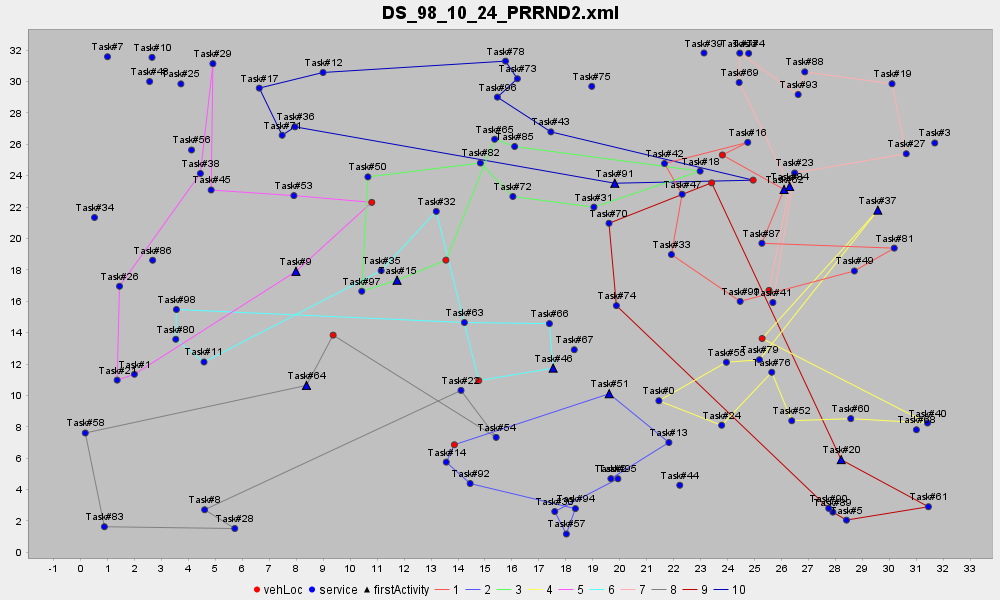 DS_98_10_24_PRRND2.xml
32
30
28
26
24
22
20
18
16
14
12
10
8
6
4
2
0
Task#7
Task#10
Task#29
Task#25
Task#12
Task#17
Task#78
Task#73
Task#96
Task#75
Task#69
Task#88
Task#93
Task#19
Task#3
Task#27
Task#36
Task#43
Task#16
Task#65
Task#85
Task#56
Task#38
Task#45
Task#53
Task#50
Task#82
Task#42
Task#18
Task#23
Task#91
Task#47
Task#72
Task#31
Task#34
Task#32
Task#70
Task#37
Task#86
Task#9
Task#35
Task#15
Task#97
Task#33
Task#87
Task#81
Task#49
Task#26
Task#41
Task#98
Task#74
Task#80
Task#63
Task#66
Task#67
Task#11
Task#1
Task#46
Task#55
Task#79
Task#76
Task#64
Task#22
Task#51
Task#0
Task#58
Task#54
Task#24
Task#52
Task#60
Task#40
Task#13
Task#14
Task#92
Task#44
Task#20
Task#8
Task#83
Task#28
Task#94
Task#57
Task#5
Task#61
-1 0 1 2 3 4 5 6 7 8 9 10 11 12 13 14 15 16 17 18 19 20 21 22 23 24 25 26 27 28 29 30 31 32 33
vehLoc service firstActivity 1 2 3 4 5 6 7 8 9 10